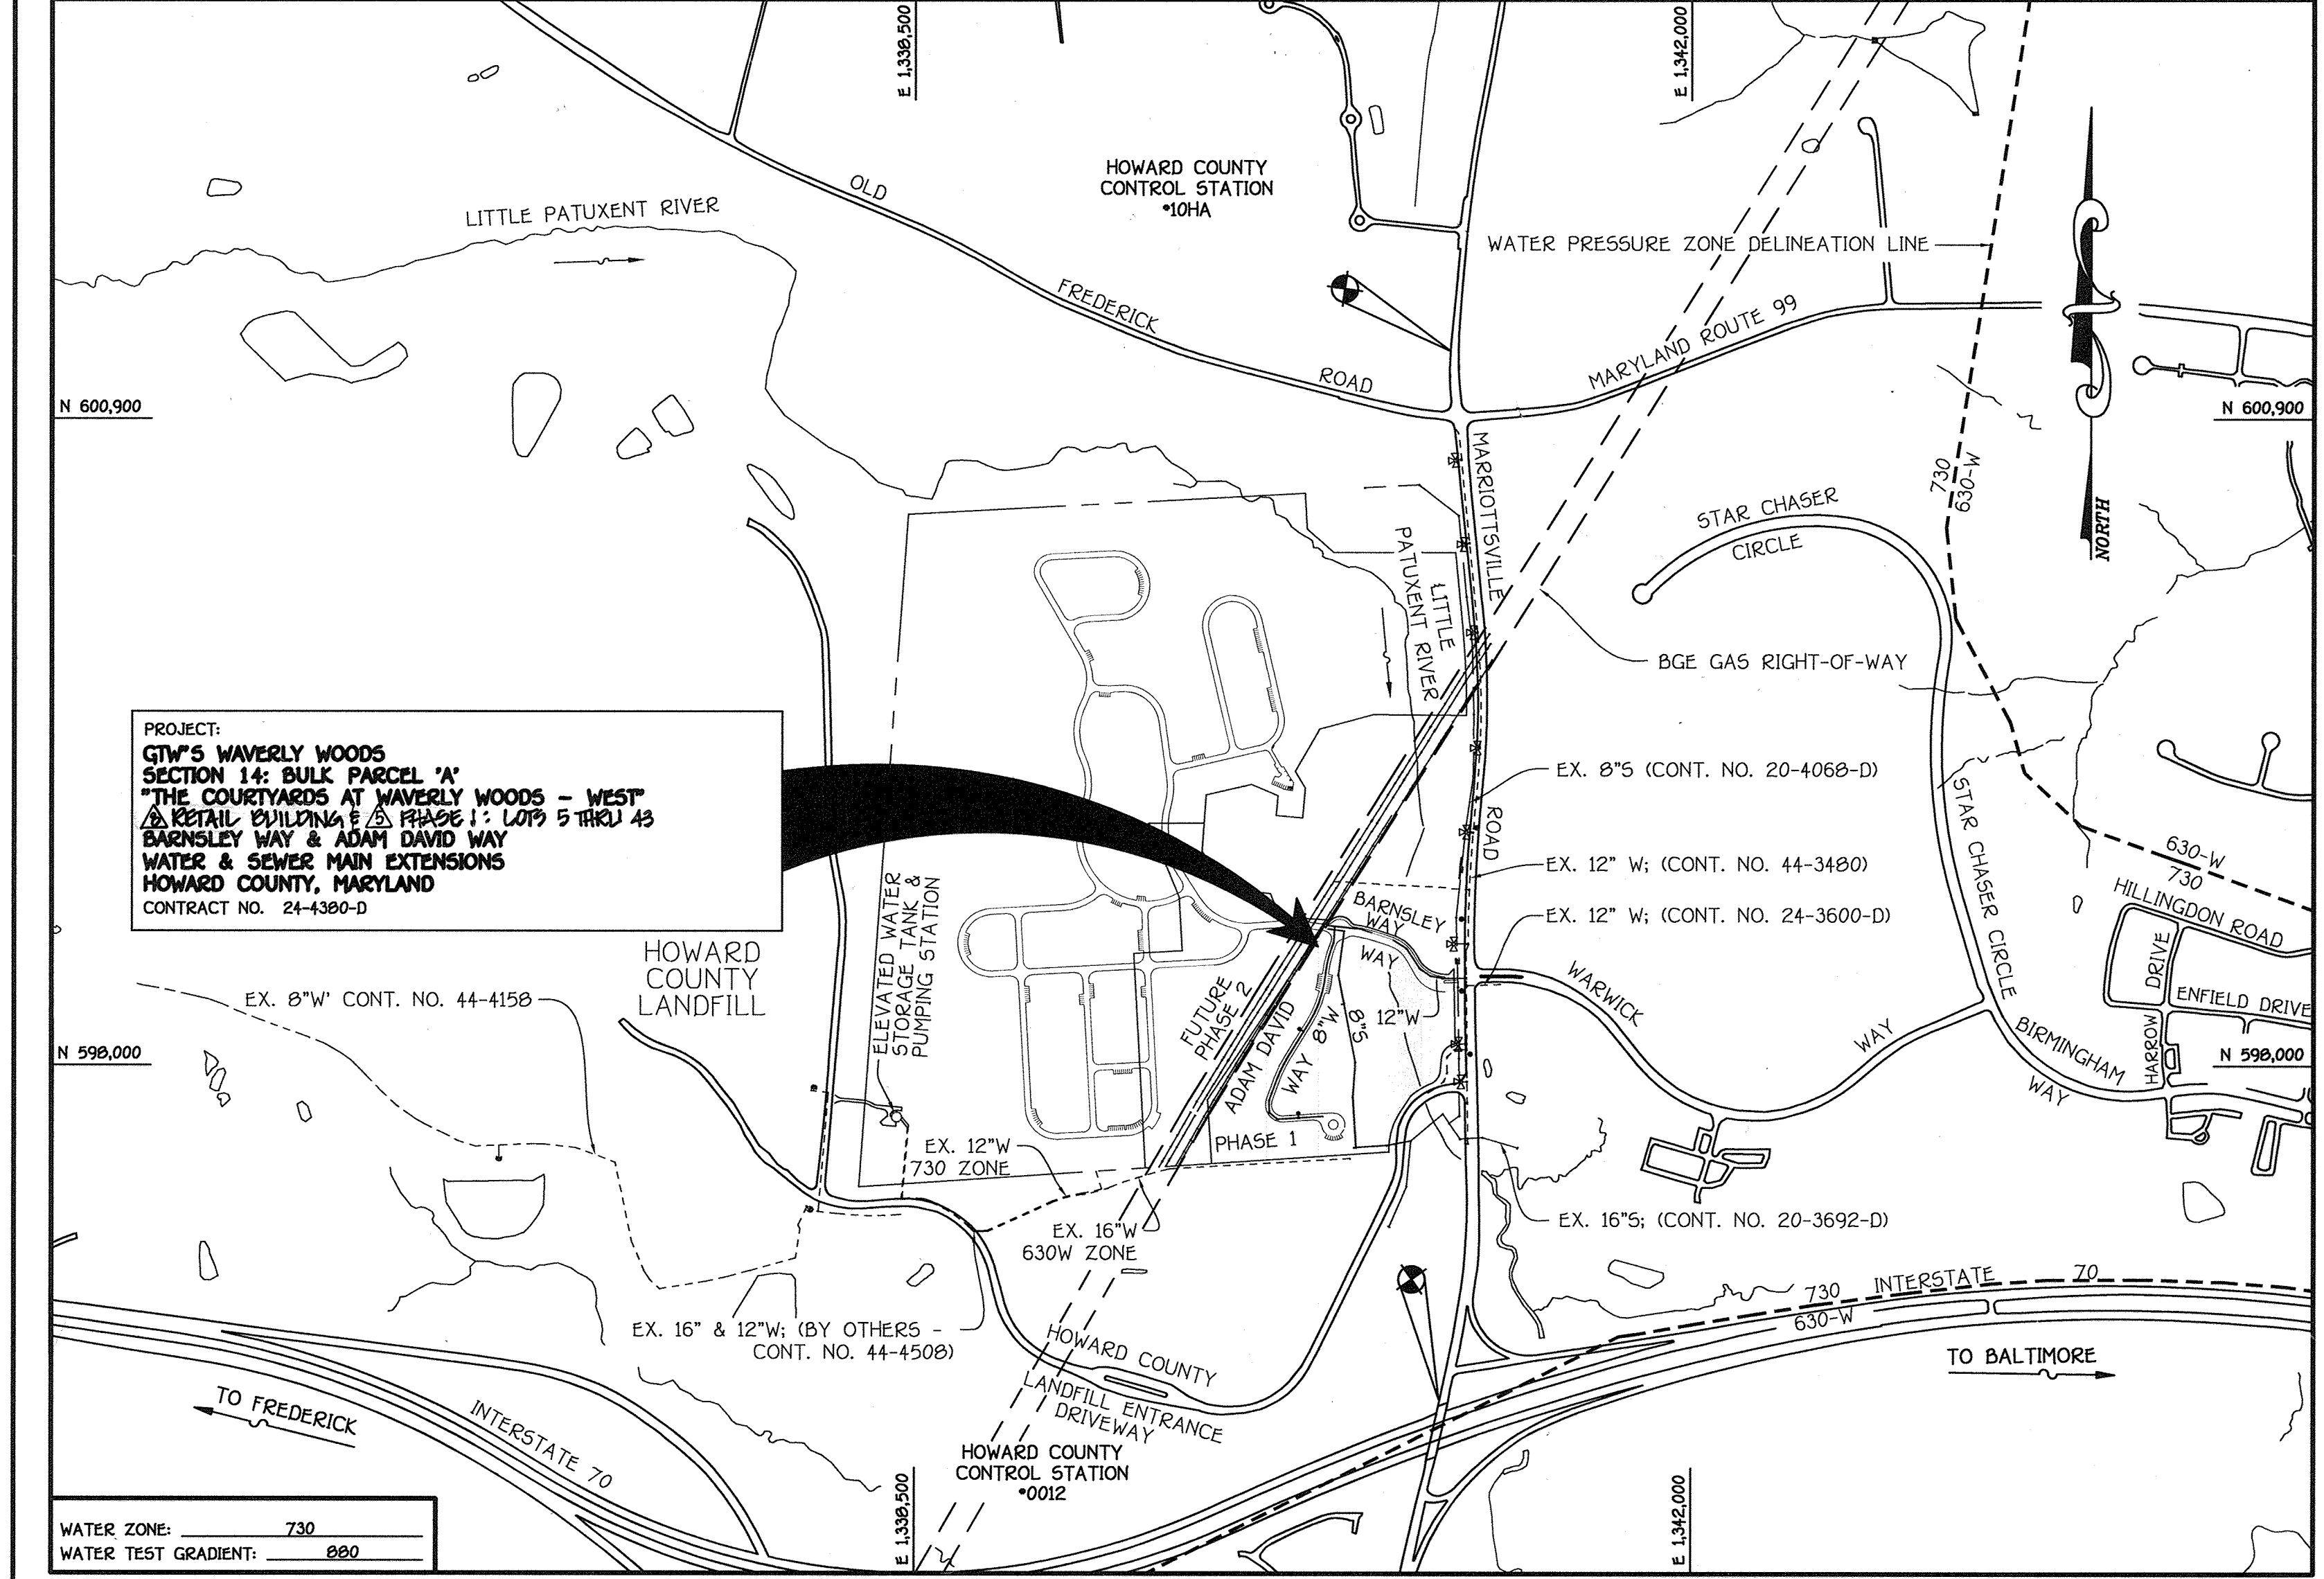 E 1,338,500
E 1,342,000
HOWARD COUNTY
CONTROL STATION
•10HA
OLD
FREDERICK
ROAD
LITTLE PATUXENT RIVER
WATER PRESSURE ZONE DELINEATION LINE
MARYLAND ROUTE 99
N 600,900
N 600,900
NORTH
730
630-W
MARRIOTTSVILLE
ROAD
STAR CHASER
CIRCLE
LITTLE
PATUXENT RIVER
BGE GAS RIGHT-OF-WAY
PROJECT:
GTW'S WAVERLY WOODS
SECTION 14: BULK PARCEL 'A'
"THE COURTYARDS AT WAVERLY WOODS - WEST"
8 RETAIL BUILDING & 5 PHASE 1: LOTS 5 THRU 43
BARNSLEY WAY & ADAM DAVID WAY
WATER & SEWER MAIN EXTENSIONS
HOWARD COUNTY, MARYLAND
CONTRACT NO. 24-4380-D
EX. 8"S (CONT. NO. 20-4068-D)
EX. 12" W; (CONT. NO. 44-3480)
EX. 12" W; (CONT. NO. 24-3600-D)
STAR CHASER CIRCLE
630-W
730
HILLINGDON ROAD
HARROW DRIVE
ENFIELD DRIVE
BARNSLEY
WAY
WAY
WARWICK
WAY
BIRMINGHAM
WAY
HOWARD
COUNTY
LANDFILL
ELEVATED WATER
STORAGE TANK &
PUMPING STATION
EX. 8"W' CONT. NO. 44-4158
FUTURE
PHASE 2
ADAM DAVID
WAY
8"W
8"S
12"W
N 598,000
N 598,000
PHASE 1
EX. 12"W
730 ZONE
EX. 16"W
630W ZONE
EX. 16"S; (CONT. NO. 20-3692-D)
EX. 16" & 12"W; (BY OTHERS -
CONT. NO. 44-4508)
HOWARD COUNTY
LANDFILL ENTRANCE
DRIVEWAY
730
INTERSTATE 70
630-W
TO BALTIMORE
TO FREDERICK
INTERSTATE 70
HOWARD COUNTY
CONTROL STATION
•0012
E 1,338,500
E 1,342,000
WATER ZONE: 730
WATER TEST GRADIENT: 880